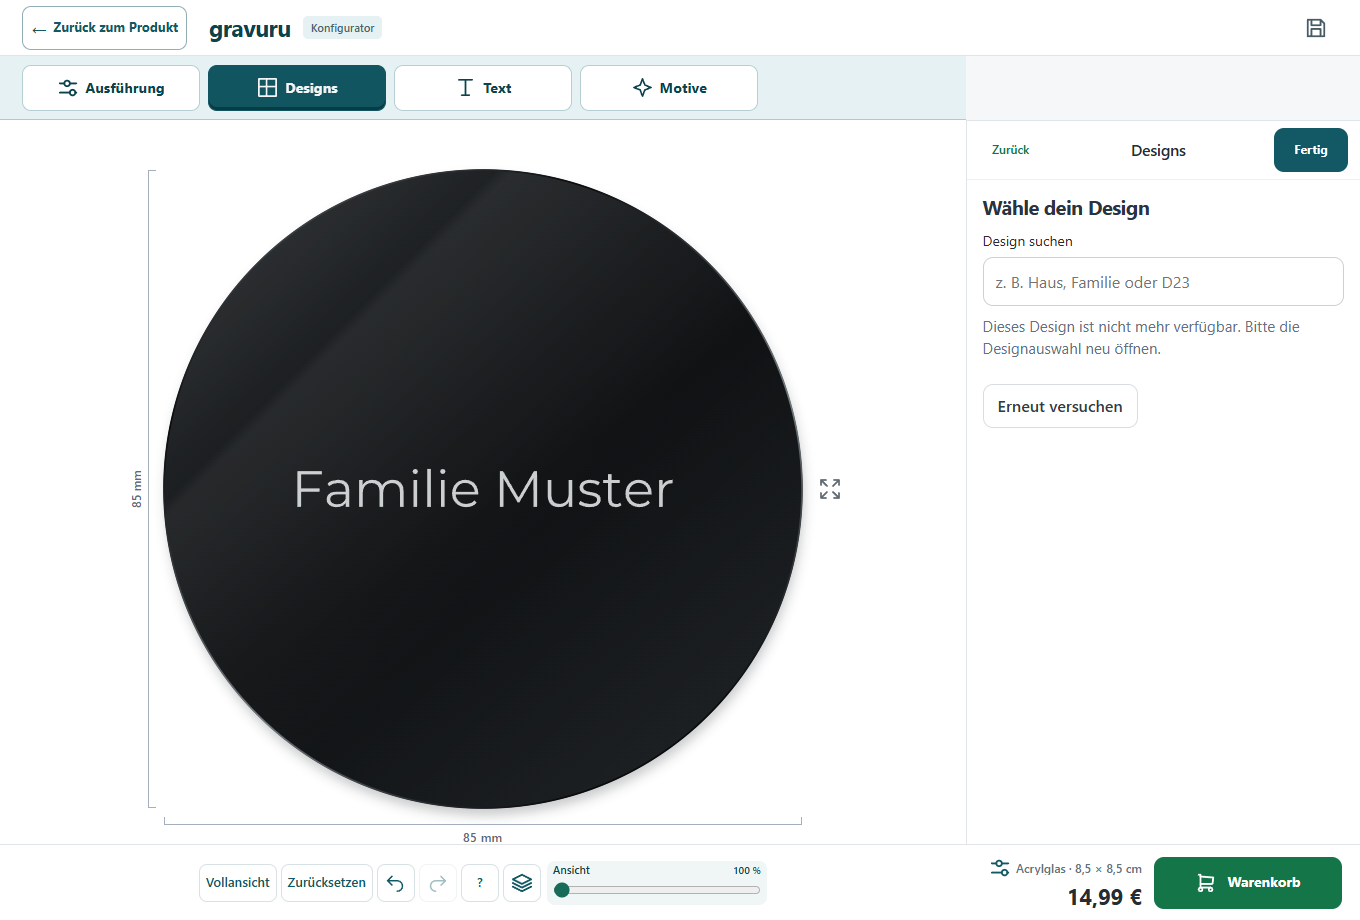 ← Zurück zum Produkt
gravuru
Konfigurator
Ausführung
Designs
Text
Motive
Zurück
Designs
Fertig
Wähle dein Design
Design suchen
z. B. Haus, Familie oder D23
Dieses Design ist nicht mehr verfügbar. Bitte die
Designauswahl neu öffnen.
Erneut versuchen
85 mm
Familie Muster
85 mm
Vollansicht
Zurücksetzen
?
Ansicht
100 %
Acrylglas · 8,5 × 8,5 cm
14,99 €
Warenkorb